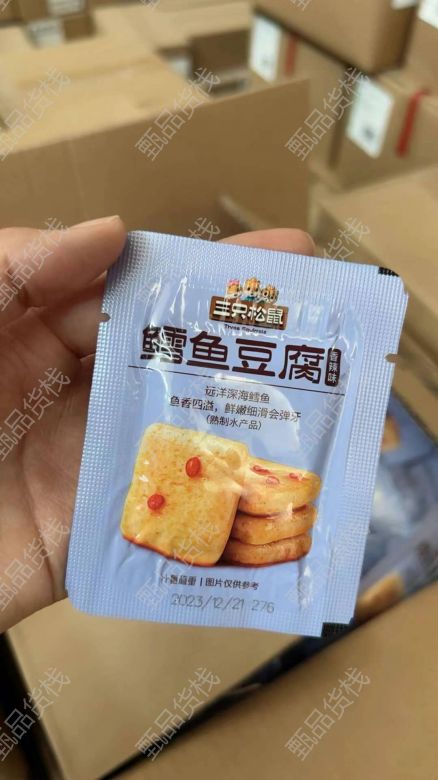 三只松鼠
Three Squirrels
鳕鱼豆腐
香辣味
远洋深海鳕鱼
鱼香四溢，鲜嫩细滑会弹牙
(熟制水产品)
计量称重 | 图片仅供参考
2023/12/21 276
甄品货栈